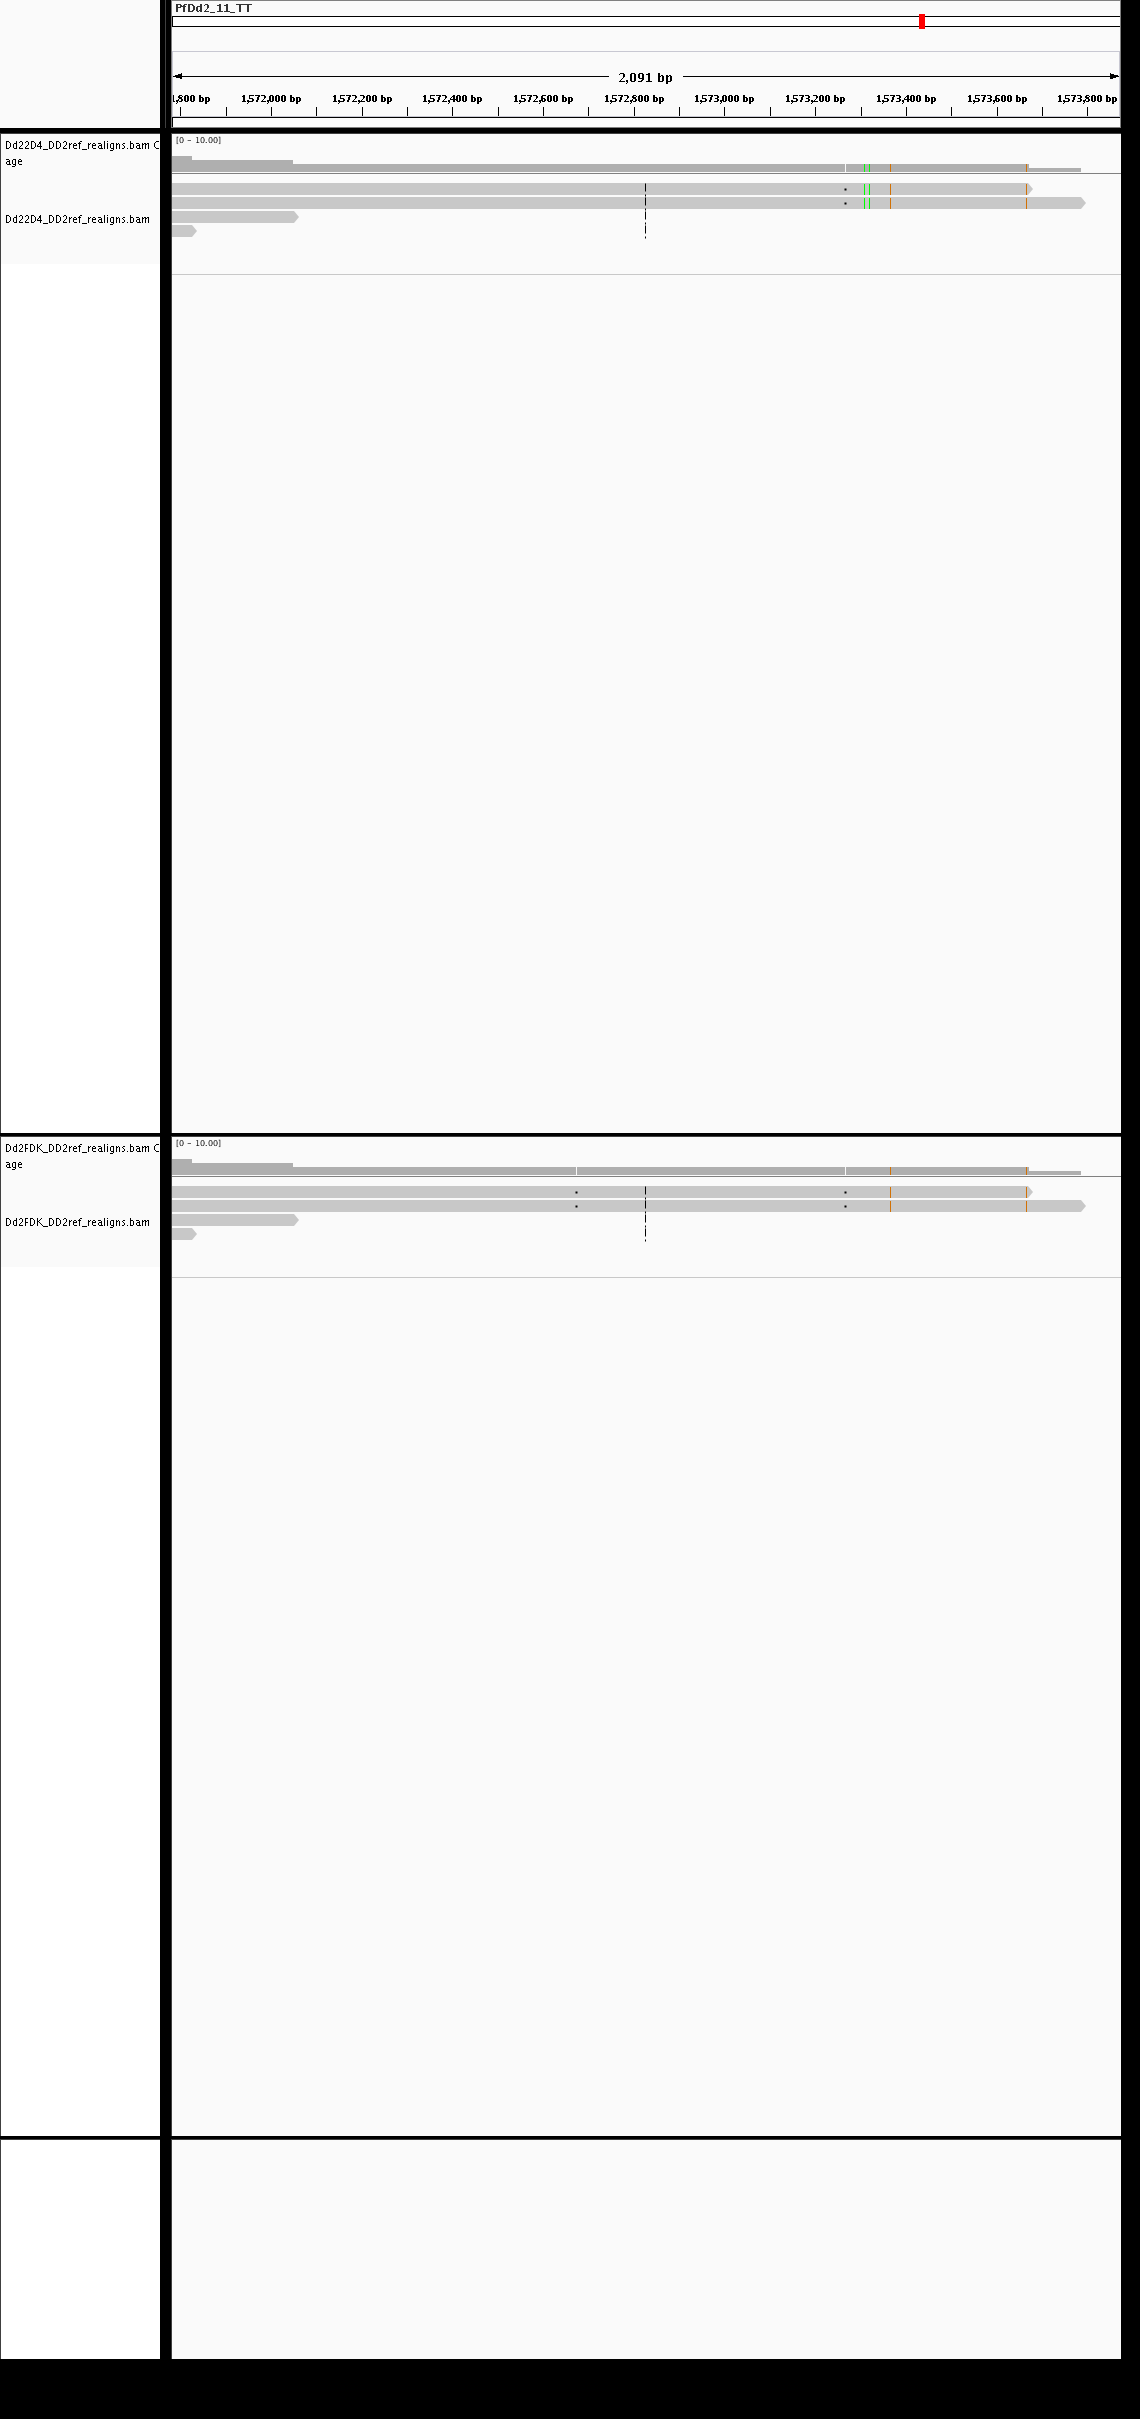 PfDd2_11_TT
2,091 bp
1,800 bp 1,572,000 bp 1,572,200 bp 1,572,400 bp 1,572,600 bp 1,572,800 bp 1,573,000 bp 1,573,200 bp 1,573,400 bp 1,573,600 bp 1,573,800 bp
Dd22D4_DD2ref_realigns.bam C
age
[0 - 10.00]
Dd22D4_DD2ref_realigns.bam
Dd2FDK_DD2ref_realigns.bam C
age
[0 - 10.00]
Dd2FDK_DD2ref_realigns.bam